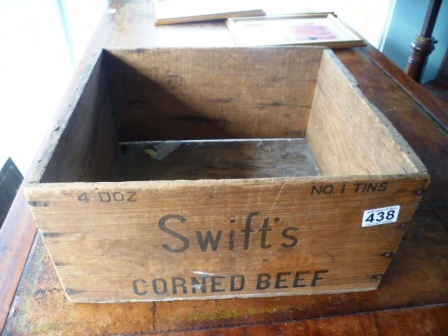 4 DOZ
NO. 1 TINS
438
Swift's
CORNED BEEF